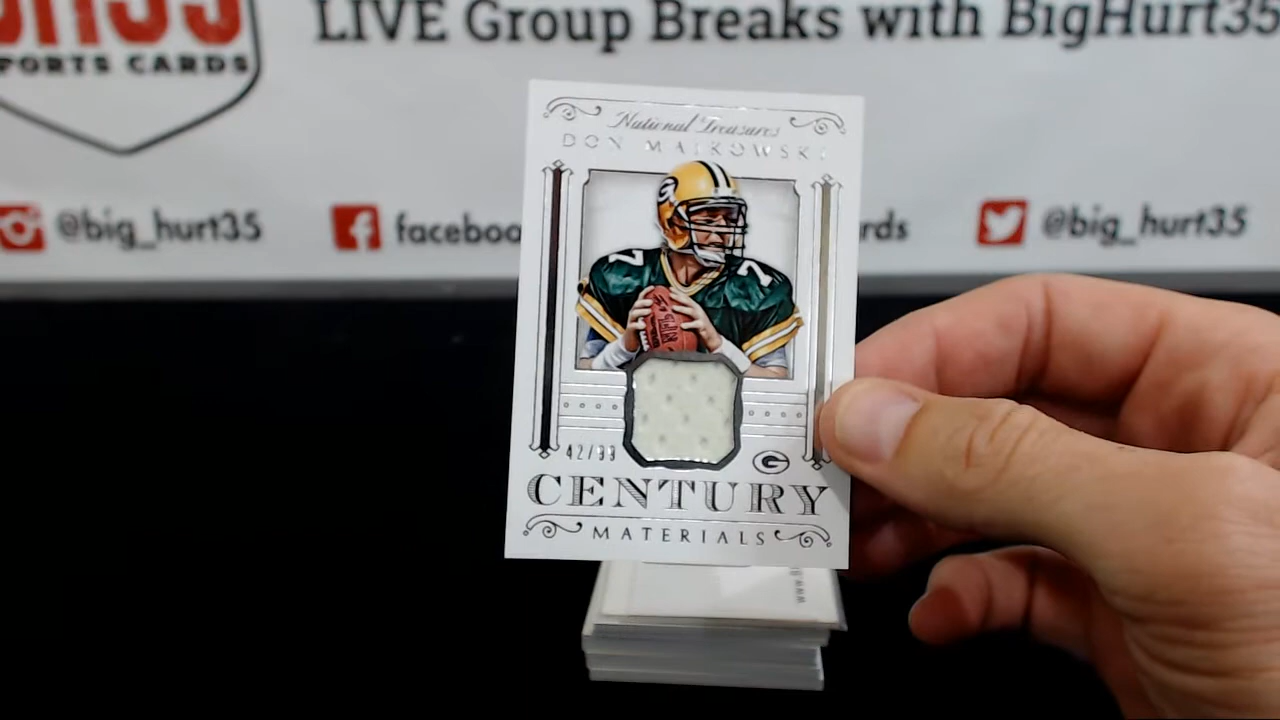 LIVE Group Breaks with BigHurt35
PORTS CARDS
@big_hurt35
faceboo
rds
@big_hurt35
National Treasures
DON MAJKOWSKI
7 7
G
42/99
G
CENTURY
MATERIALS